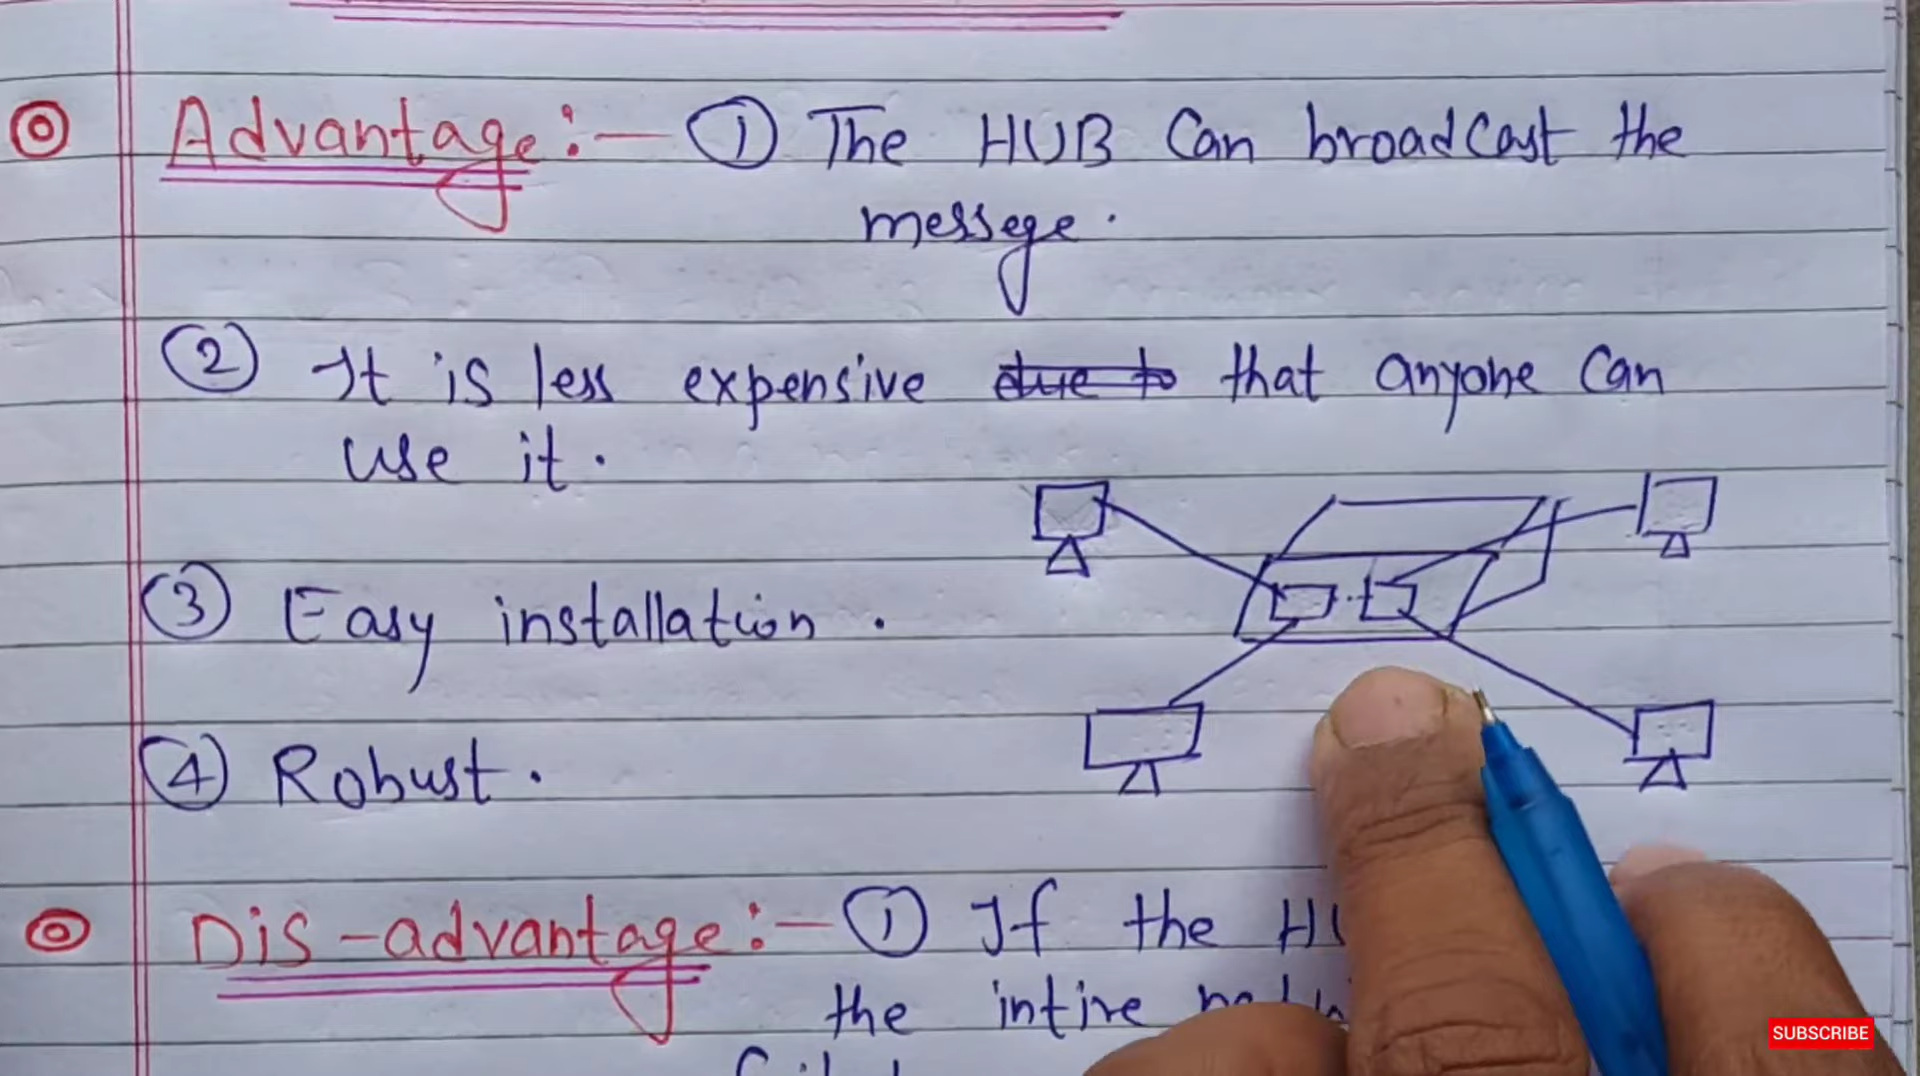 Advantage:- ① The HUB Can broadcast the
messege.
② It is less expensive due to that anyone Can
use it.
③ Easy installation.
④ Robust.
Dis-advantage:- ① If the
the intire
SUBSCRIBE